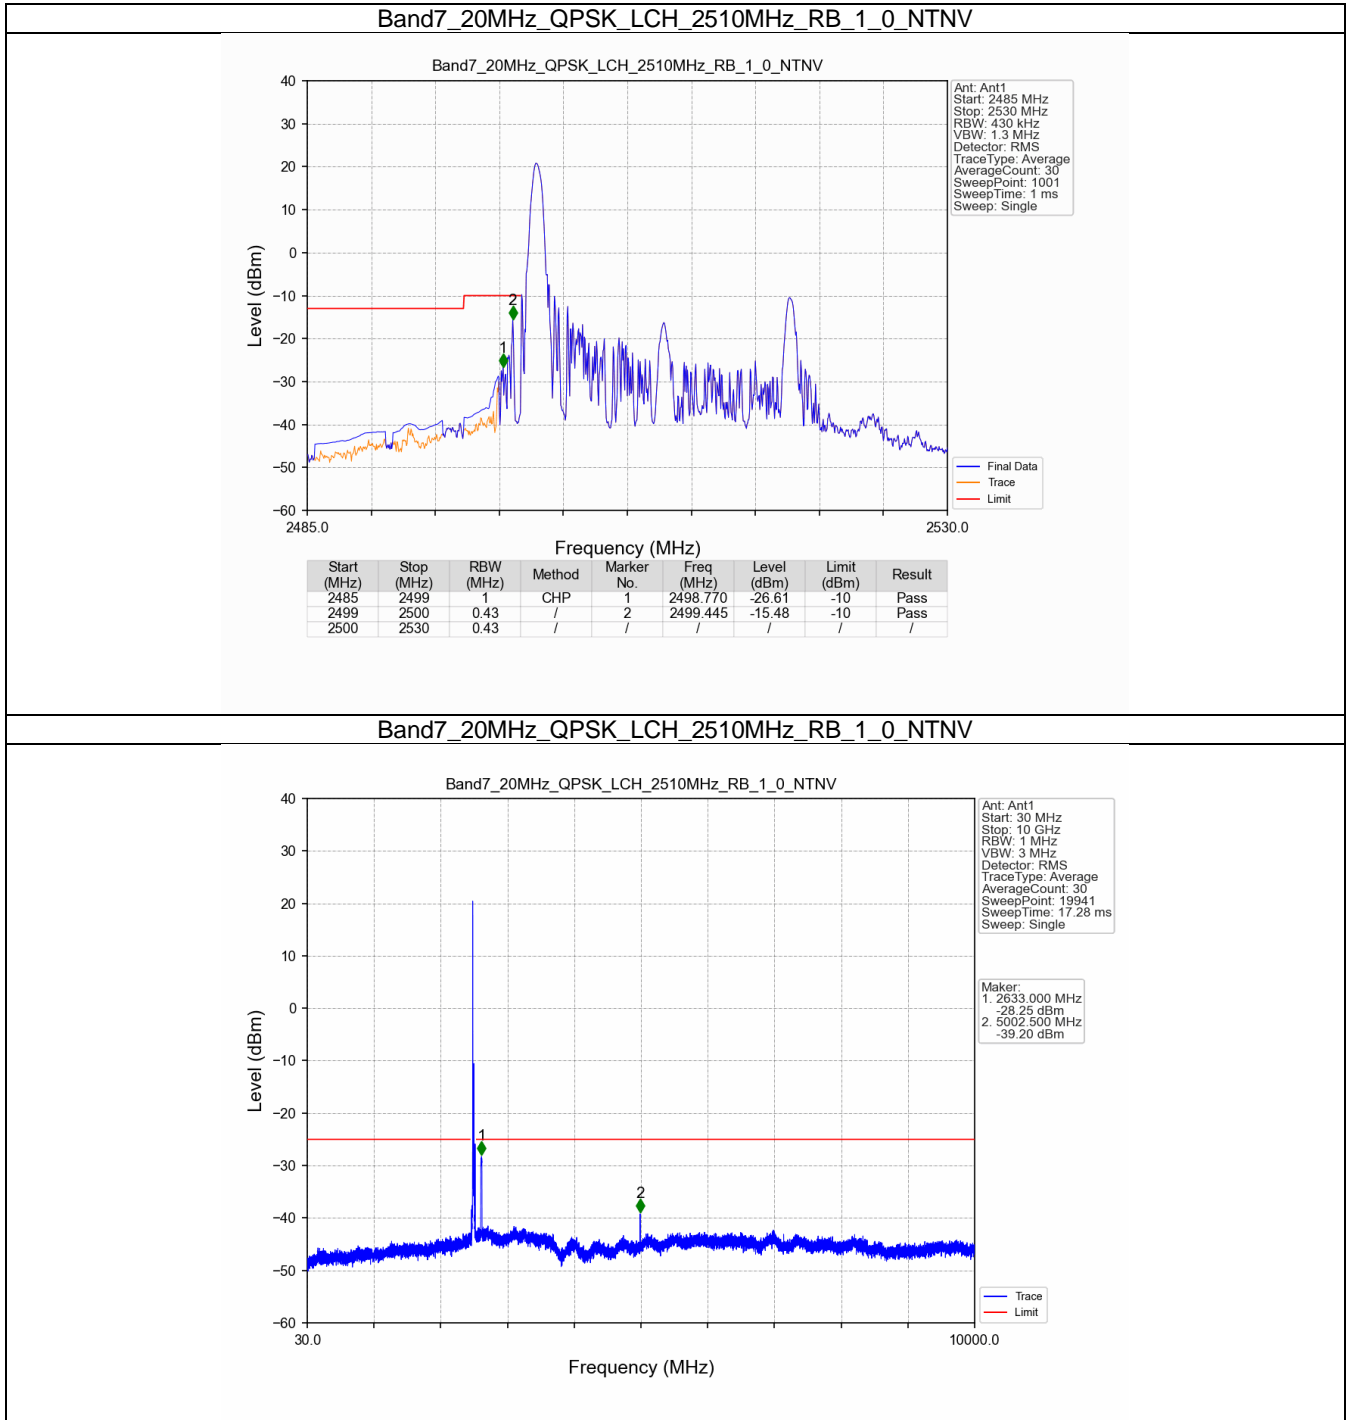 Band7_20MHz_QPSK_LCH_2510MHz_RB_1_0_NTNV
Band7_20MHz_QPSK_LCH_2510MHz_RB_1_0_NTNV
40
30
20
10
0
−10
−20
−30
−40
−50
−60
Level (dBm)
1
2
2485.0
2530.0
Frequency (MHz)
Ant: Ant1
Start: 2485 MHz
Stop: 2530 MHz
RBW: 430 kHz
VBW: 1.3 MHz
Detector: RMS
TraceType: Average
AverageCount: 30
SweepPoint: 1001
SweepTime: 1 ms
Sweep: Single
Final Data
Trace
Limit
Start (MHz) Stop (MHz) RBW (MHz) Method Marker No. Freq (MHz) Level (dBm) Limit (dBm) Result
2485 2499 1 CHP 1 2498.770 -26.61 -10 Pass
2499 2500 0.43 / 2 2499.445 -15.48 -10 Pass
2500 2530 0.43 / / / / / /
Band7_20MHz_QPSK_LCH_2510MHz_RB_1_0_NTNV
Band7_20MHz_QPSK_LCH_2510MHz_RB_1_0_NTNV
40
30
20
10
0
−10
−20
−30
−40
−50
−60
Level (dBm)
1
2
30.0
10000.0
Frequency (MHz)
Ant: Ant1
Start: 30 MHz
Stop: 10 GHz
RBW: 1 MHz
VBW: 3 MHz
Detector: RMS
TraceType: Average
AverageCount: 30
SweepPoint: 19941
SweepTime: 17.28 ms
Sweep: Single
Maker:
1. 2633.000 MHz
-28.25 dBm
2. 5002.500 MHz
-39.20 dBm
Trace
Limit